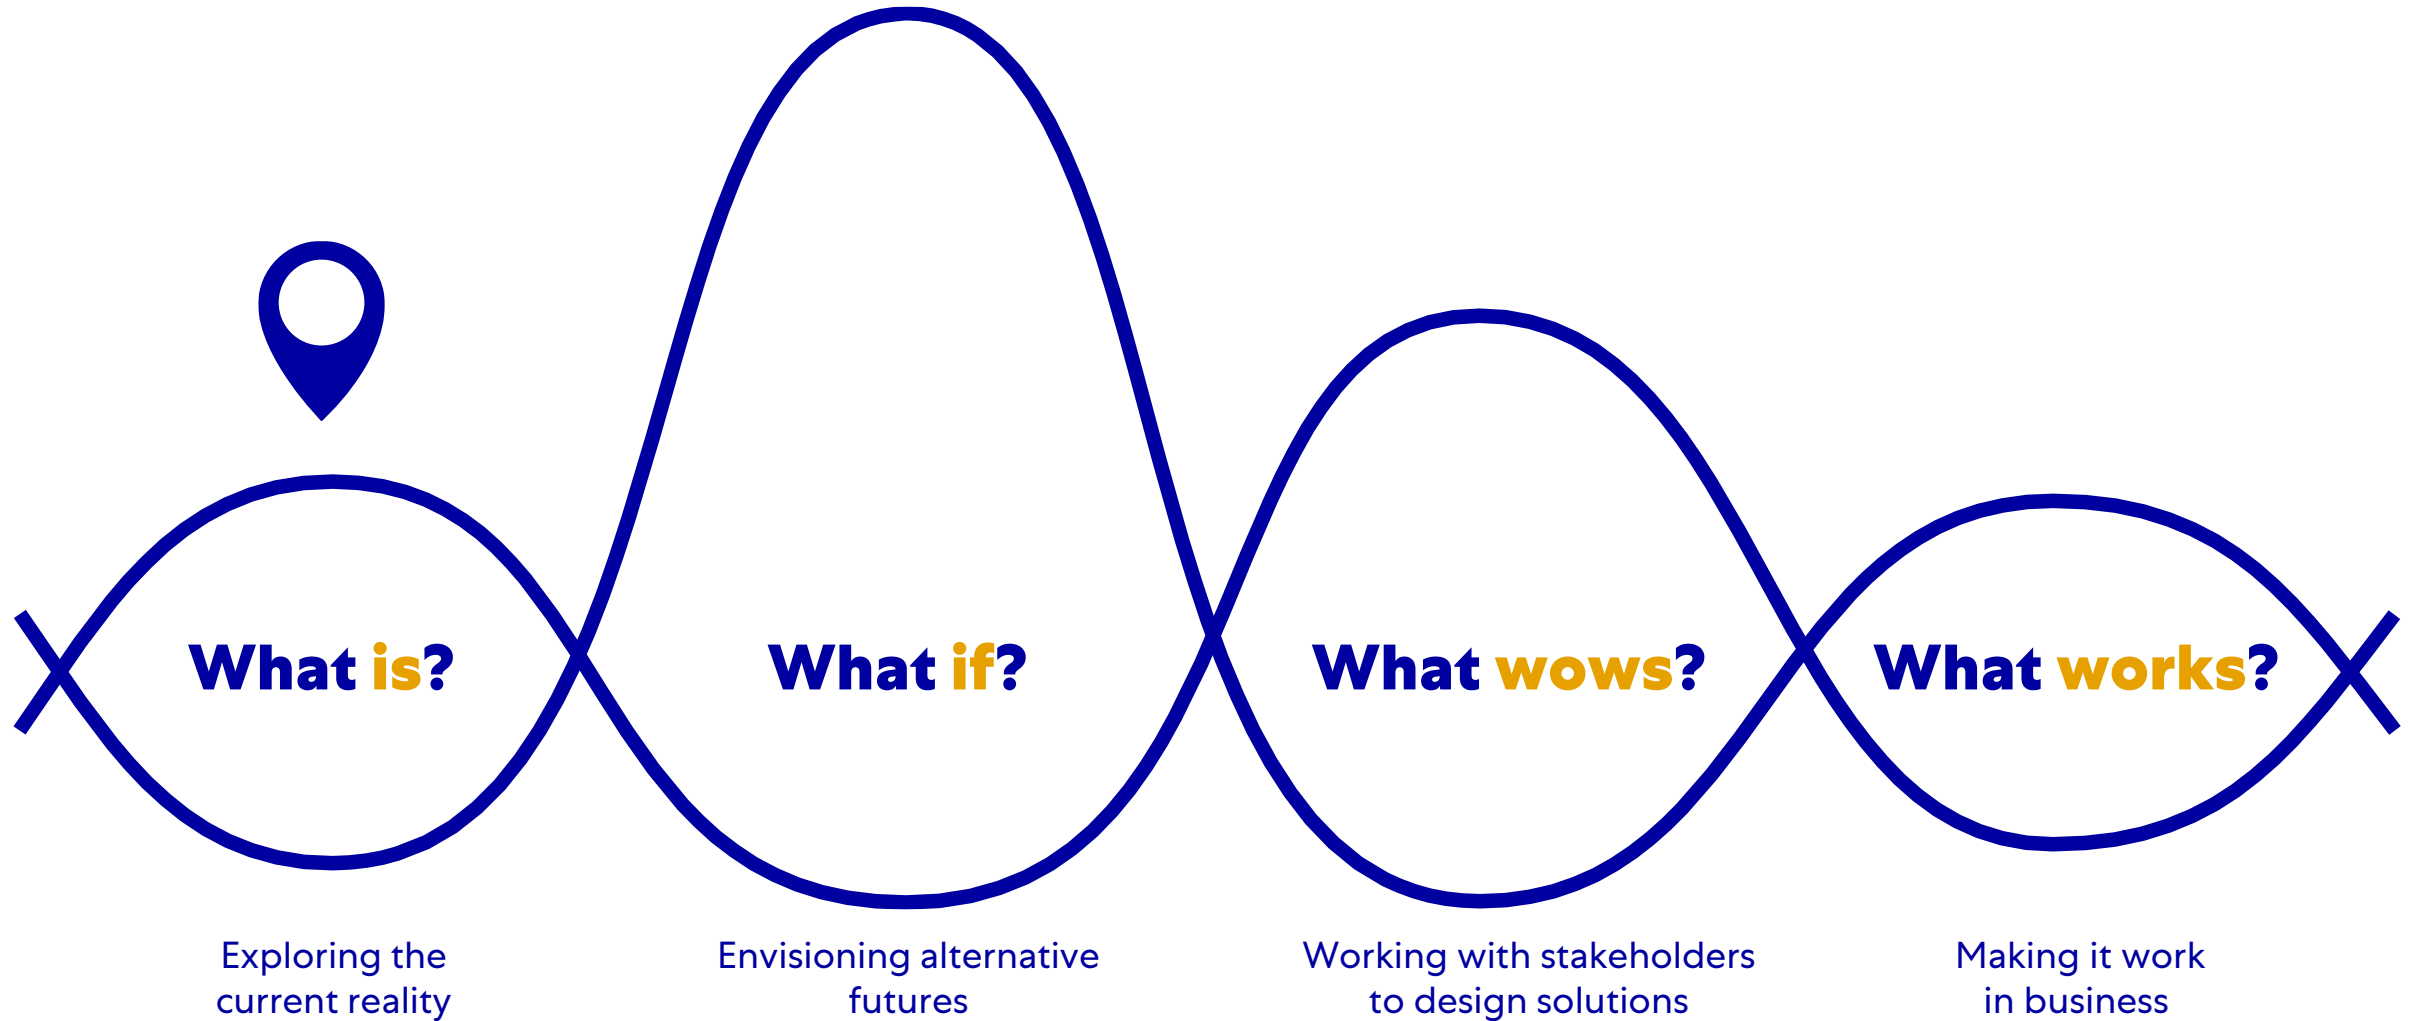 What is?
What if?
What wows?
What works?
Exploring the
current reality
Envisioning alternative
futures
Working with stakeholders
to design solutions
Making it work
in business